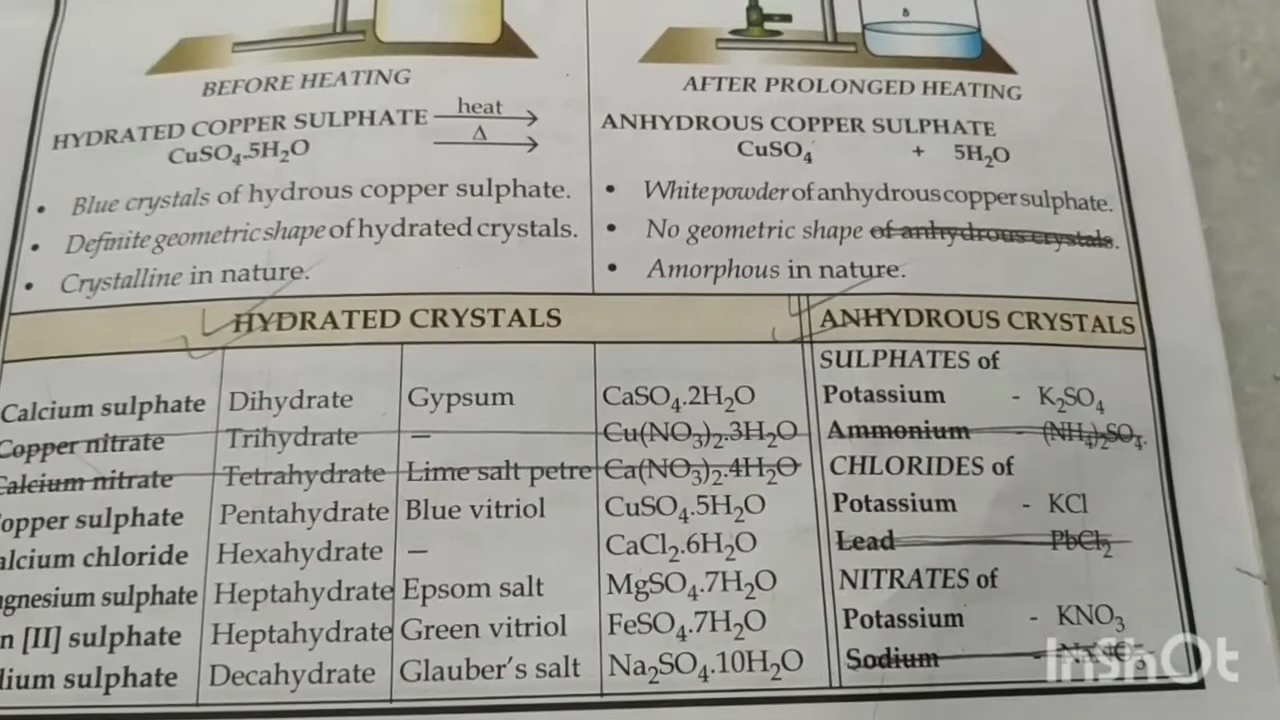 BEFORE HEATING
HYDRATED COPPER SULPHATE heat
CuSO₄.5H₂O Δ
• Blue crystals of hydrous copper sulphate.
• Definite geometric shape of hydrated crystals.
• Crystalline in nature.
AFTER PROLONGED HEATING
ANHYDROUS COPPER SULPHATE
CuSO₄ + 5H₂O
• White powder of anhydrous copper sulphate.
• No geometric shape of anhydrous crystals.
• Amorphous in nature.
HYDRATED CRYSTALS
Calcium sulphate Dihydrate Gypsum CaSO₄.2H₂O
Copper nitrate Trihydrate — Cu(NO₃)₂.3H₂O
Calcium nitrate Tetrahydrate Lime salt petre Ca(NO₃)₂.4H₂O
opper sulphate Pentahydrate Blue vitriol CuSO₄.5H₂O
alcium chloride Hexahydrate — CaCl₂.6H₂O
gnesium sulphate Heptahydrate Epsom salt MgSO₄.7H₂O
n [II] sulphate Heptahydrate Green vitriol FeSO₄.7H₂O
dium sulphate Decahydrate Glauber's salt Na₂SO₄.10H₂O
ANHYDROUS CRYSTALS
SULPHATES of
Potassium - K₂SO₄
Ammonium - (NH₄)₂SO₄.
CHLORIDES of
Potassium - KCl
Lead PbCl₂
NITRATES of
Potassium - KNO₃
Sodium - NaNO₃
InShOt